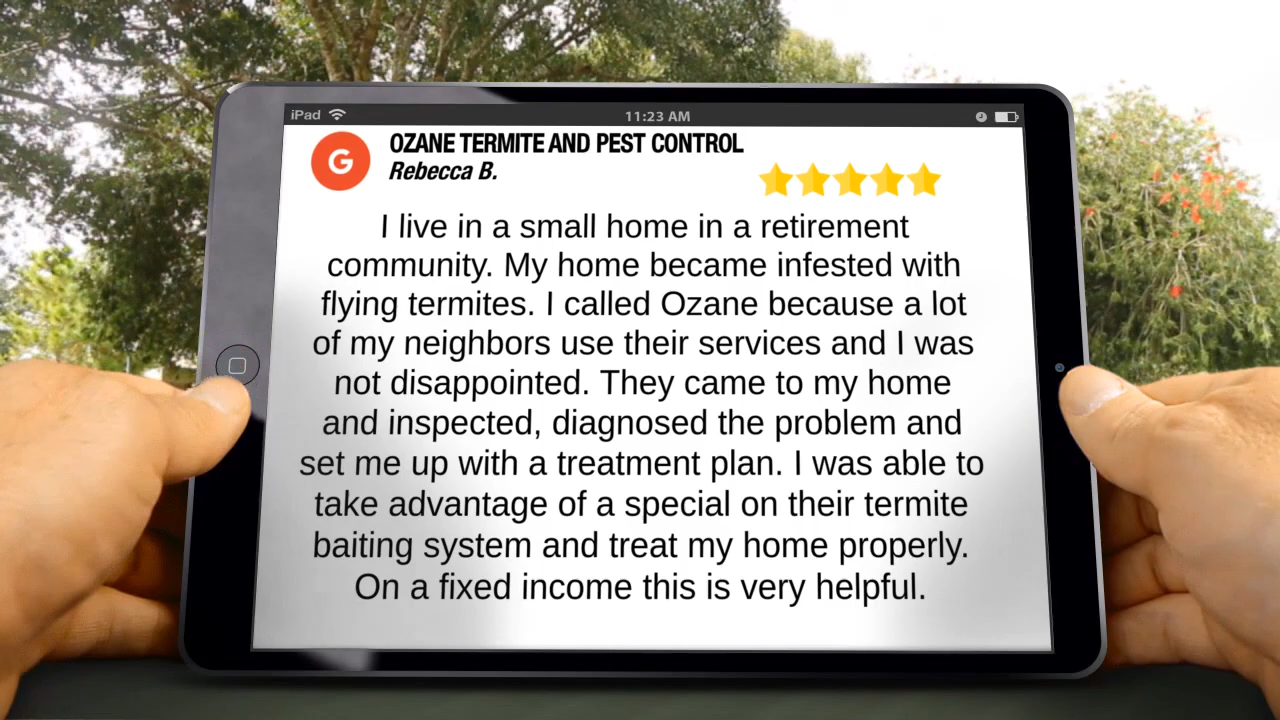 iPad 11:23 AM
G
OZANE TERMITE AND PEST CONTROL
Rebecca B.
I live in a small home in a retirement
community. My home became infested with
flying termites. I called Ozane because a lot
of my neighbors use their services and I was
not disappointed. They came to my home
and inspected, diagnosed the problem and
set me up with a treatment plan. I was able to
take advantage of a special on their termite
baiting system and treat my home properly.
On a fixed income this is very helpful.